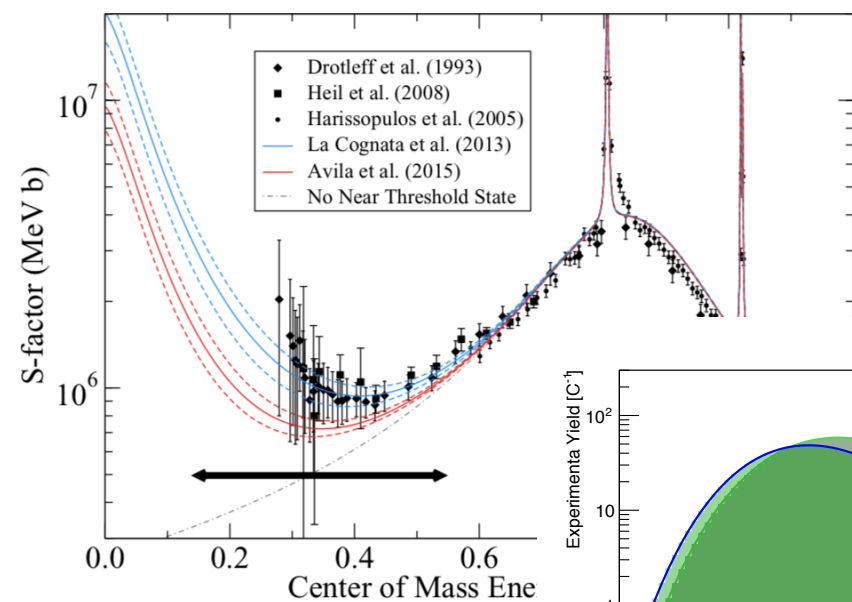 Drotleff et al. (1993)
Heil et al. (2008)
Harissopulos et al. (2005)
La Cognata et al. (2013)
Avila et al. (2015)
No Near Threshold State
S-factor (MeV b)
10^7
10^6
0.0 0.2 0.4 0.6
Center of Mass Ene
Experimenta Yield [C^-1]
10^2
10